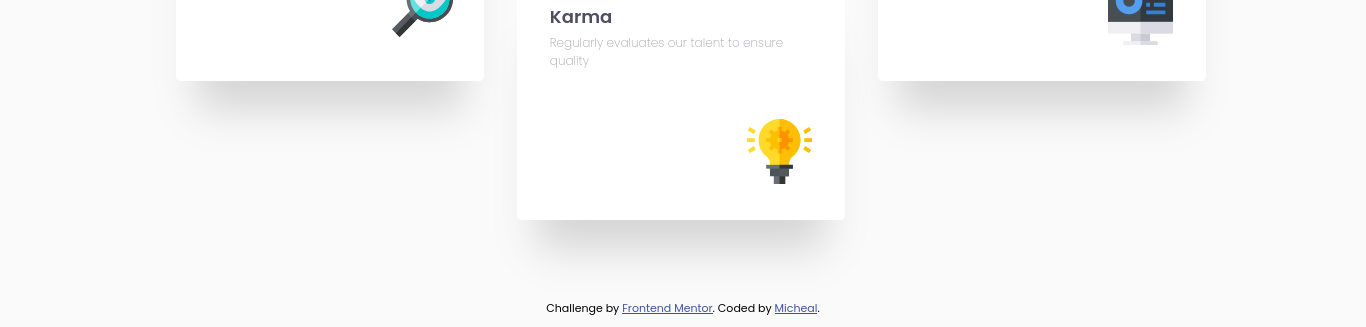 Karma
Regularly evaluates our talent to ensure
quality
Challenge by Frontend Mentor. Coded by Micheal.